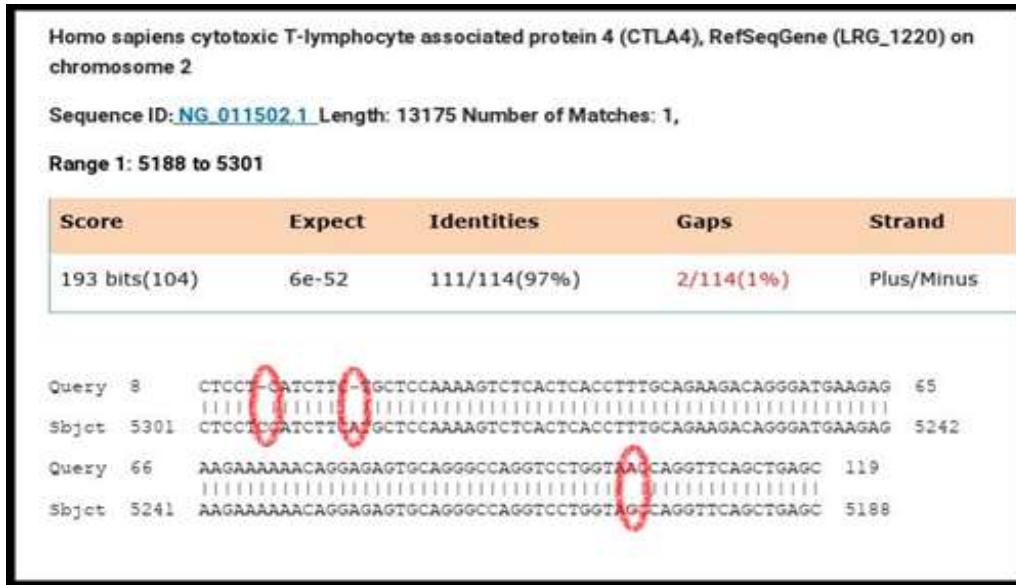 Homo sapiens cytotoxic T-lymphocyte associated protein 4 (CTLA4), RefSeqGene (LRG_1220) on
chromosome 2
Sequence ID: NG_011502.1 Length: 13175 Number of Matches: 1,
Range 1: 5188 to 5301
Score Expect Identities Gaps Strand
193 bits(104) 6e-52 111/114(97%) 2/114(1%) Plus/Minus
Query 8 CTCCT-CATCTTC-TGCTCCAAAAGTCTCACTCACCTTTGCAGAAGACAGGGATGAAGAG 65
Sbjct 5301 CTCCTCCATCTTCATGCTCCAAAAGTCTCACTCACCTTTGCAGAAGACAGGGATGAAGAG 5242
Query 66 AAGAAAAAACAGGAGAGTGCAGGGCCAGGTCCTGGTAACCAGGTTCAGCTGAGC 119
Sbjct 5241 AAGAAAAAACAGGAGAGTGCAGGGCCAGGTCCTGGTAGCCAGGTTCAGCTGAGC 5188